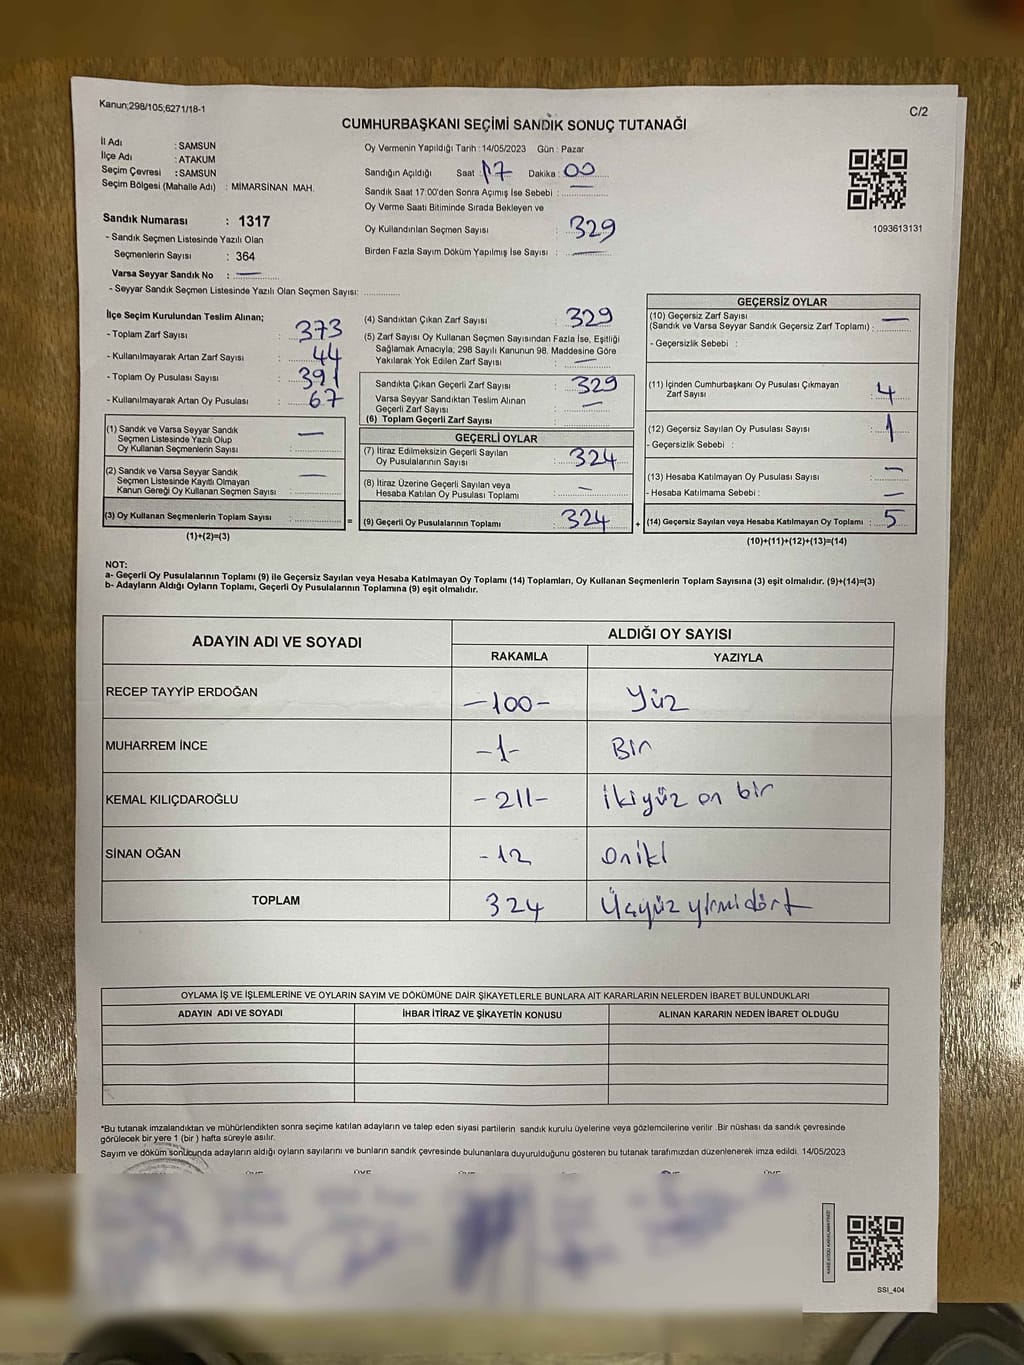 Kanun;298/105;6271/18-1
C/2
CUMHURBAŞKANI SEÇİMİ SANDIK SONUÇ TUTANAĞI
İl Adı : SAMSUN
İlçe Adı : ATAKUM
Seçim Çevresi : SAMSUN
Seçim Bölgesi (Mahalle Adı) : MİMARSİNAN MAH.
Sandık Numarası : 1317
- Sandık Seçmen Listesinde Yazılı Olan
Seçmenlerin Sayısı : 364
Varsa Seyyar Sandık No : —
- Seyyar Sandık Seçmen Listesinde Yazılı Olan Seçmen Sayısı:
Oy Vermenin Yapıldığı Tarih : 14/05/2023 Gün : Pazar
Sandığın Açıldığı Saat : 17 Dakika : 00
Sandık Saat 17:00'den Sonra Açımış İse Sebebi : —
Oy Verme Saati Bitiminde Sırada Bekleyen ve
Oy Kullandırılan Seçmen Sayısı : 329
Birden Fazla Sayım Döküm Yapılmış İse Sayısı : —
1093613131
İlçe Seçim Kurulundan Teslim Alınan;
- Toplam Zarf Sayısı : 373
- Kullanılmayarak Artan Zarf Sayısı : 44
- Toplam Oy Pusulası Sayısı : 391
- Kullanılmayarak Artan Oy Pusulası : 67
(1) Sandık ve Varsa Seyyar Sandık
Seçmen Listesinde Yazılı Olup
Oy Kullanan Seçmenlerin Sayısı : —
(2) Sandık ve Varsa Seyyar Sandık
Seçmen Listesinde Kayıtlı Olmayan
Kanun Gereği Oy Kullanan Seçmen Sayısı : —
(3) Oy Kullanan Seçmenlerin Toplam Sayısı :
(1)+(2)=(3)
=
(4) Sandıktan Çıkan Zarf Sayısı : 329
(5) Zarf Sayısı Oy Kullanan Seçmen Sayısından Fazla İse, Eşitliği
Sağlamak Amacıyla, 298 Sayılı Kanunun 98. Maddesine Göre
Yakılarak Yok Edilen Zarf Sayısı : —
Sandıkta Çıkan Geçerli Zarf Sayısı : 329
Varsa Seyyar Sandıktan Teslim Alınan
Geçerli Zarf Sayısı : —
(6) Toplam Geçerli Zarf Sayısı :
GEÇERLİ OYLAR
(7) İtiraz Edilmeksizin Geçerli Sayılan
Oy Pusulalarının Sayısı : 324
(8) İtiraz Üzerine Geçerli Sayılan veya
Hesaba Katılan Oy Pusulası Toplamı : —
(9) Geçerli Oy Pusulalarının Toplamı : 324
+
GEÇERSİZ OYLAR
(10) Geçersiz Zarf Sayısı
(Sandık ve Varsa Seyyar Sandık Geçersiz Zarf Toplamı) : —
- Geçersizlik Sebebi :
(11) İçinden Cumhurbaşkanı Oy Pusulası Çıkmayan
Zarf Sayısı : 4
(12) Geçersiz Sayılan Oy Pusulası Sayısı : 1
- Geçersizlik Sebebi :
(13) Hesaba Katılmayan Oy Pusulası Sayısı : —
- Hesaba Katılmama Sebebi : —
(14) Geçersiz Sayılan veya Hesaba Katılmayan Oy Toplamı : 5
(10)+(11)+(12)+(13)=(14)
NOT:
a- Geçerli Oy Pusulalarının Toplamı (9) ile Geçersiz Sayılan veya Hesaba Katılmayan Oy Toplamı (14) Toplamları, Oy Kullanan Seçmenlerin Toplam Sayısına (3) eşit olmalıdır. (9)+(14)=(3)
b- Adayların Aldığı Oyların Toplamı, Geçerli Oy Pusulalarının Toplamına (9) eşit olmalıdır.
ADAYIN ADI VE SOYADI ALDIĞI OY SAYISI
RAKAMLA YAZIYLA
RECEP TAYYİP ERDOĞAN -100- Yüz
MUHARREM İNCE -1- Bir
KEMAL KILIÇDAROĞLU -211- ikiyüz on bir
SİNAN OĞAN -12 oniki
TOPLAM 324 Üçyüz yirmidört
OYLAMA İŞ VE İŞLEMLERİNE VE OYLARIN SAYIM VE DÖKÜMÜNE DAİR ŞİKAYETLERLE BUNLARA AİT KARARLARIN NELERDEN İBARET BULUNDUKLARI
ADAYIN ADI VE SOYADI İHBAR İTİRAZ VE ŞİKAYETİN KONUSU ALINAN KARARIN NEDEN İBARET OLDUĞU
*Bu tutanak imzalandıktan ve mühürlendikten sonra seçime katılan adayların ve talep eden siyasi partilerin sandık kurulu üyelerine veya gözlemcilerine verilir .Bir nüshası da sandık çevresinde
görülecek bir yere 1 (bir ) hafta süreyle asılır.
Sayım ve döküm sonucunda adayların aldığı oyların sayılarını ve bunların sandık çevresinde bulunanlara duyurulduğunu gösteren bu tutanak tarafımızdan düzenlenerek imza edildi. 14/05/2023
SSI_404